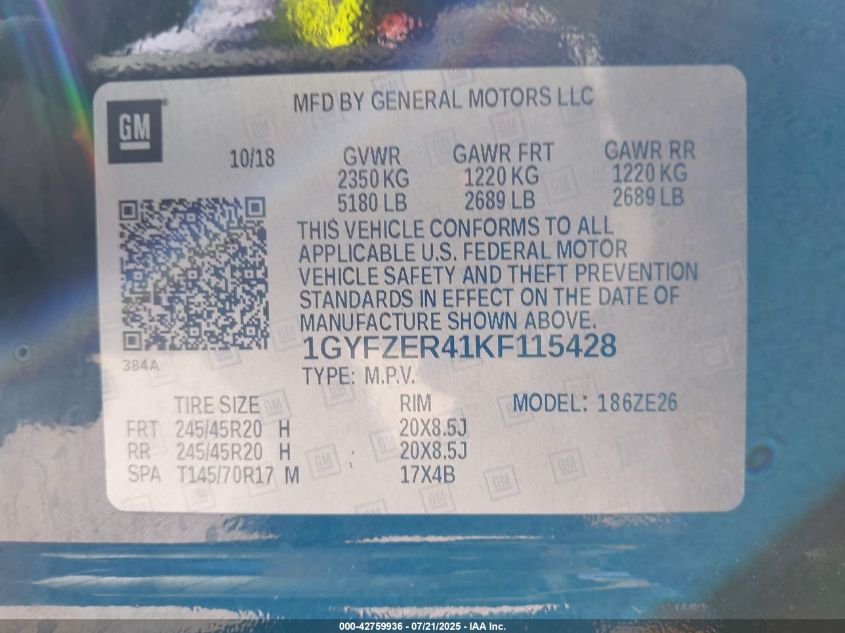 GM
MFD BY GENERAL MOTORS LLC
10/18 GVWR GAWR FRT GAWR RR
2350 KG 1220 KG 1220 KG
5180 LB 2689 LB 2689 LB
THIS VEHICLE CONFORMS TO ALL
APPLICABLE U.S. FEDERAL MOTOR
VEHICLE SAFETY AND THEFT PREVENTION
STANDARDS IN EFFECT ON THE DATE OF
MANUFACTURE SHOWN ABOVE.
1GYFZER41KF115428
384A
TYPE: M.P.V.
TIRE SIZE RIM MODEL: 186ZE26
FRT 245/45R20 H 20X8.5J
RR 245/45R20 H 20X8.5J
SPA T145/70R17 M 17X4B
000-42759936 - 07/21/2025 - IAA Inc.